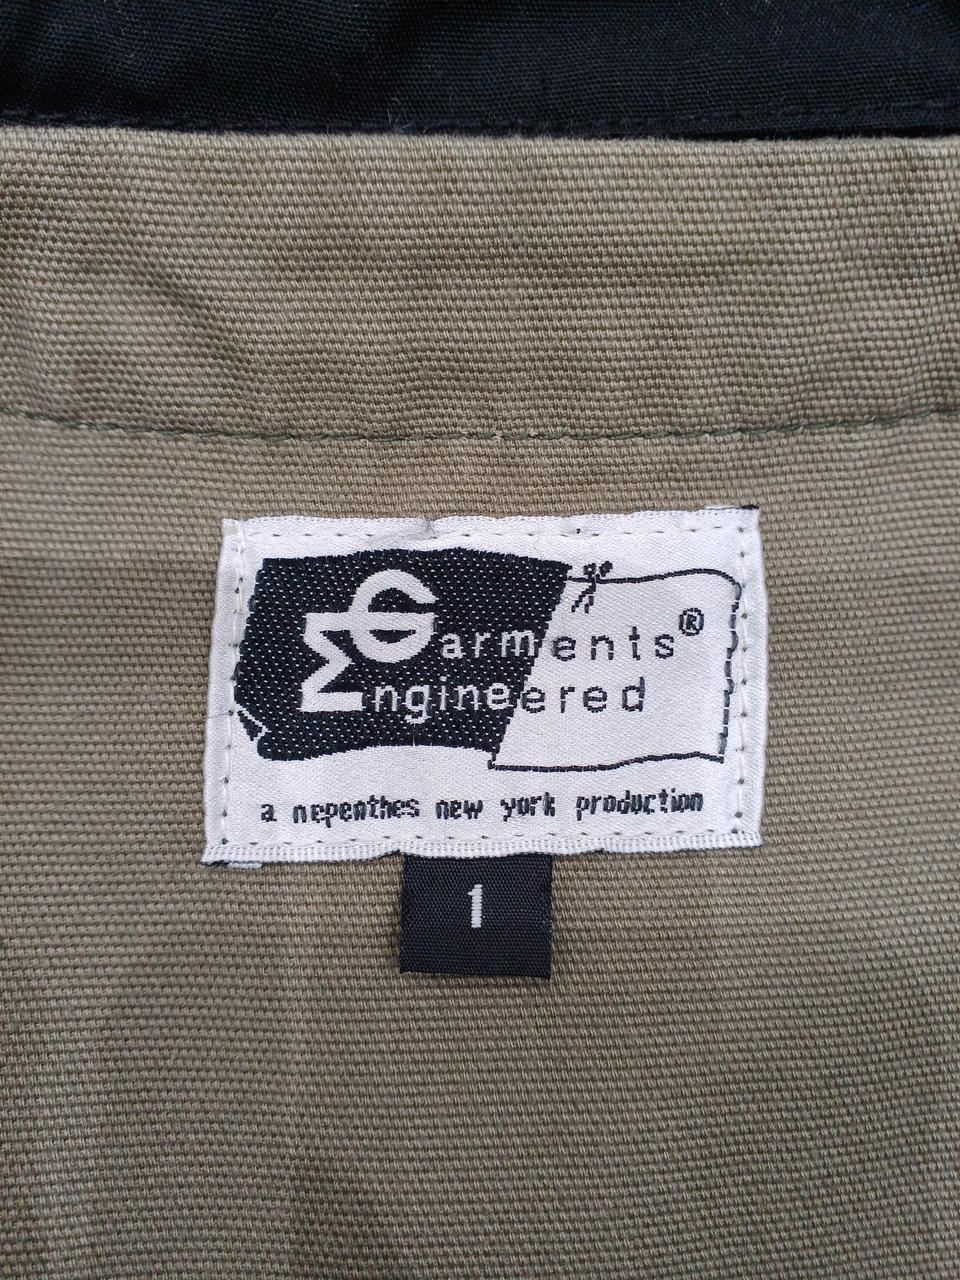 Garments®
Engineered
a nepenthes new york production
1